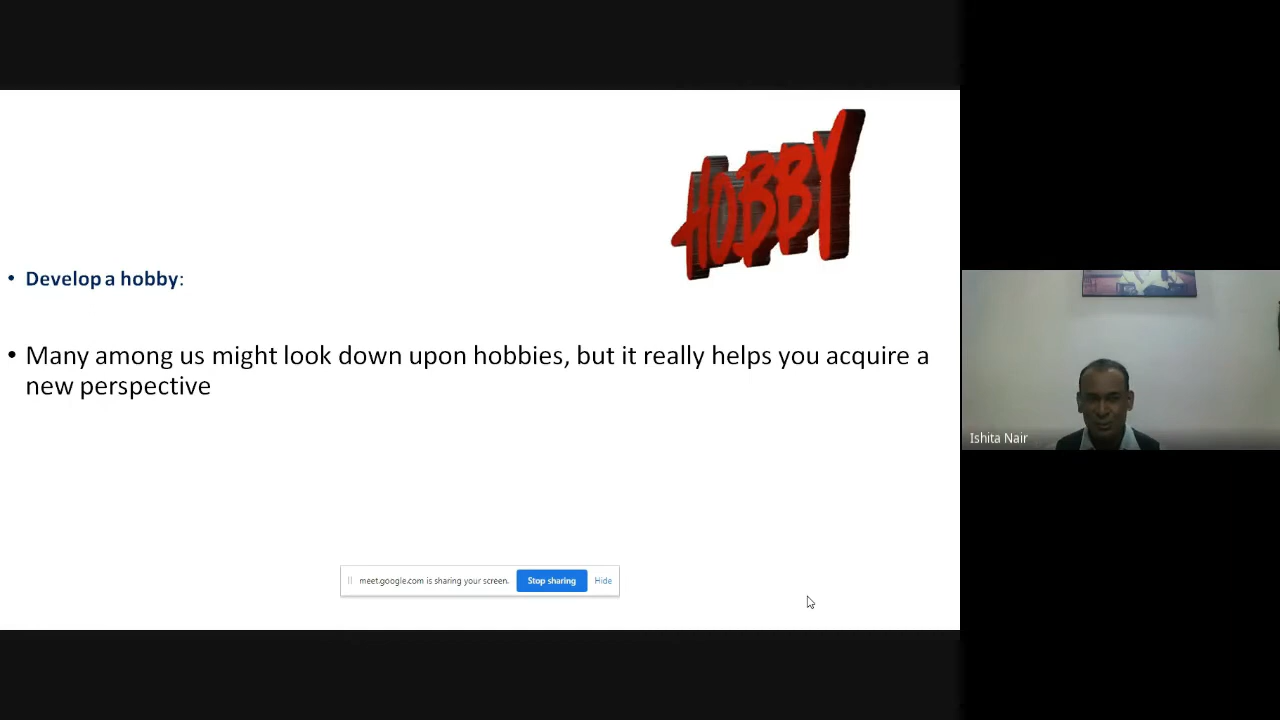 HOBBY
• Develop a hobby:
• Many among us might look down upon hobbies, but it really helps you acquire a
new perspective
Ishita Nair
meet.google.com is sharing your screen. Stop sharing Hide